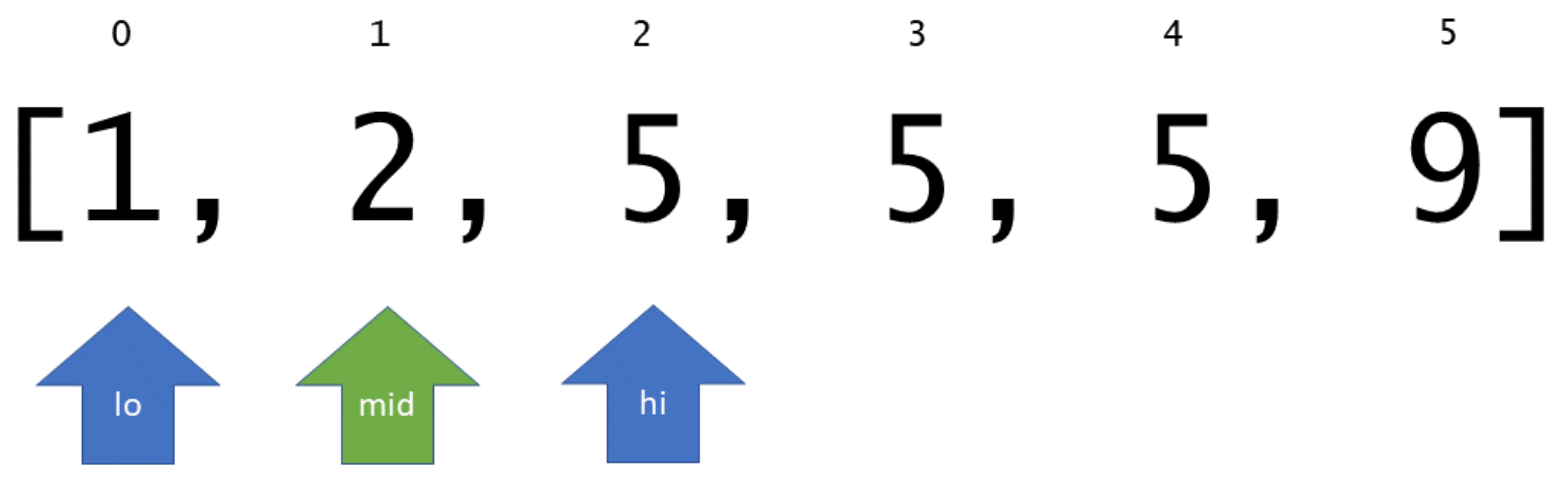 0 1 2 3 4 5
[1, 2, 5, 5, 5, 9]
lo mid hi